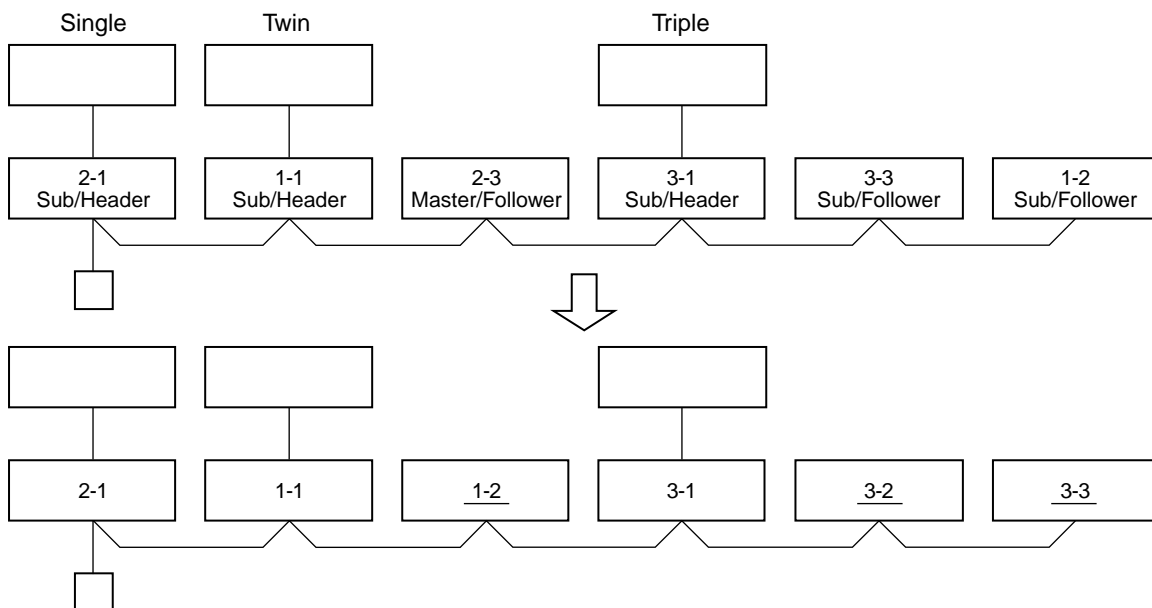 Single
Twin
Triple
2-1
Sub/Header
1-1
Sub/Header
2-3
Master/Follower
3-1
Sub/Header
3-3
Sub/Follower
1-2
Sub/Follower
2-1
1-1
1-2
3-1
3-2
3-3